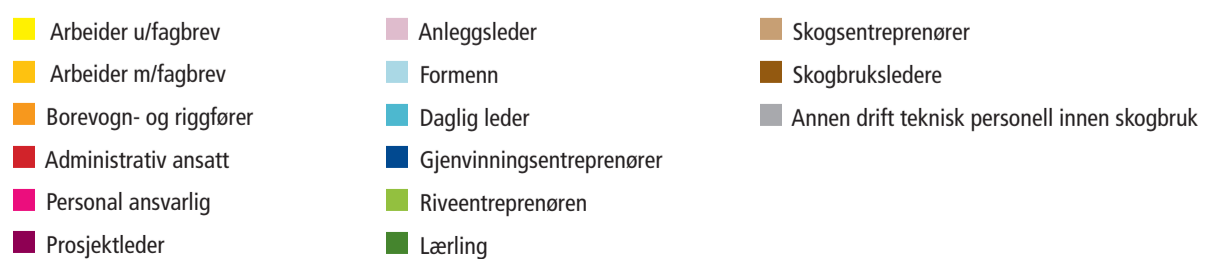 Arbeider u/fagbrev
Arbeider m/fagbrev
Borevogn- og riggfører
Administrativ ansatt
Personal ansvarlig
Prosjektleder
Anleggsleder
Formenn
Daglig leder
Gjenvinningsentreprenører
Riveentreprenøren
Lærling
Skogsentreprenører
Skogbruksledere
Annen drift teknisk personell innen skogbruk